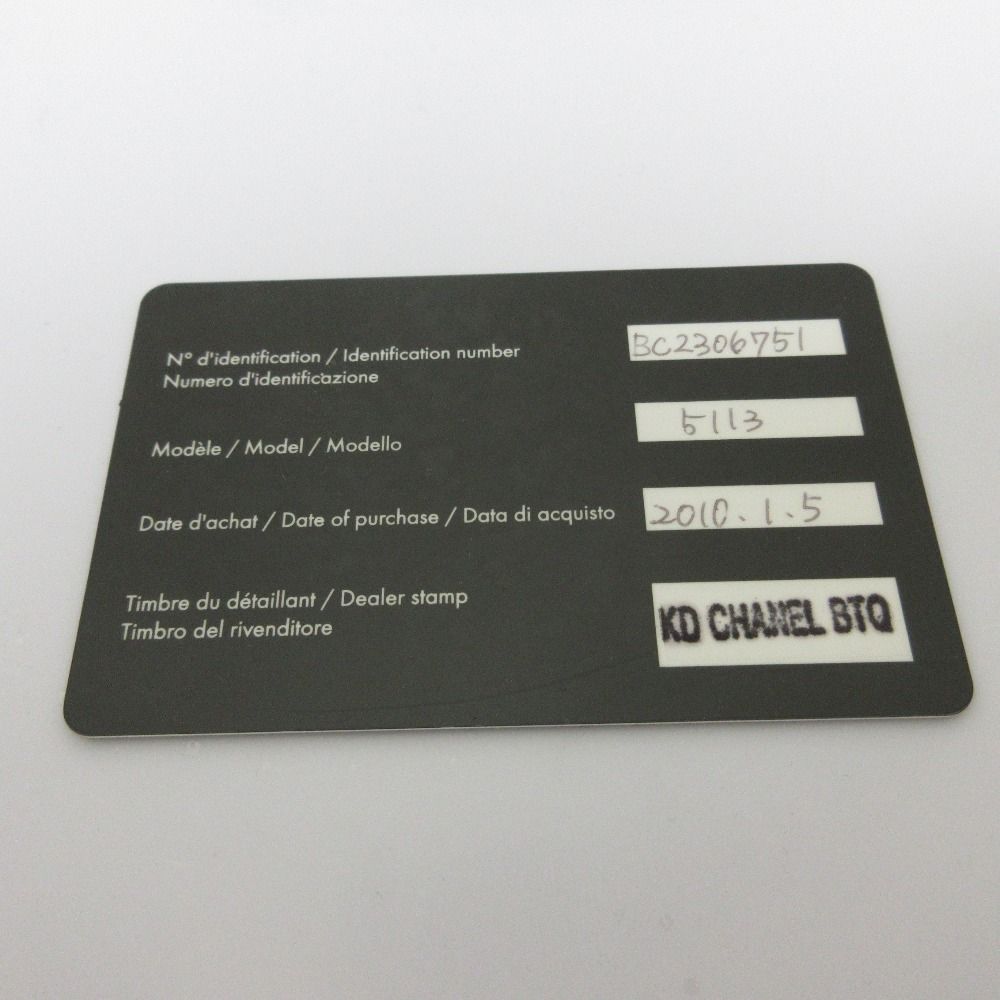 N° d'identification / Identification number
Numero d'identificazione
BC2306751
Modèle / Model / Modello
5113
Date d'achat / Date of purchase / Data di acquisto
2010.1.5
Timbre du détaillant / Dealer stamp
Timbro del rivenditore
KD CHANEL BTQ